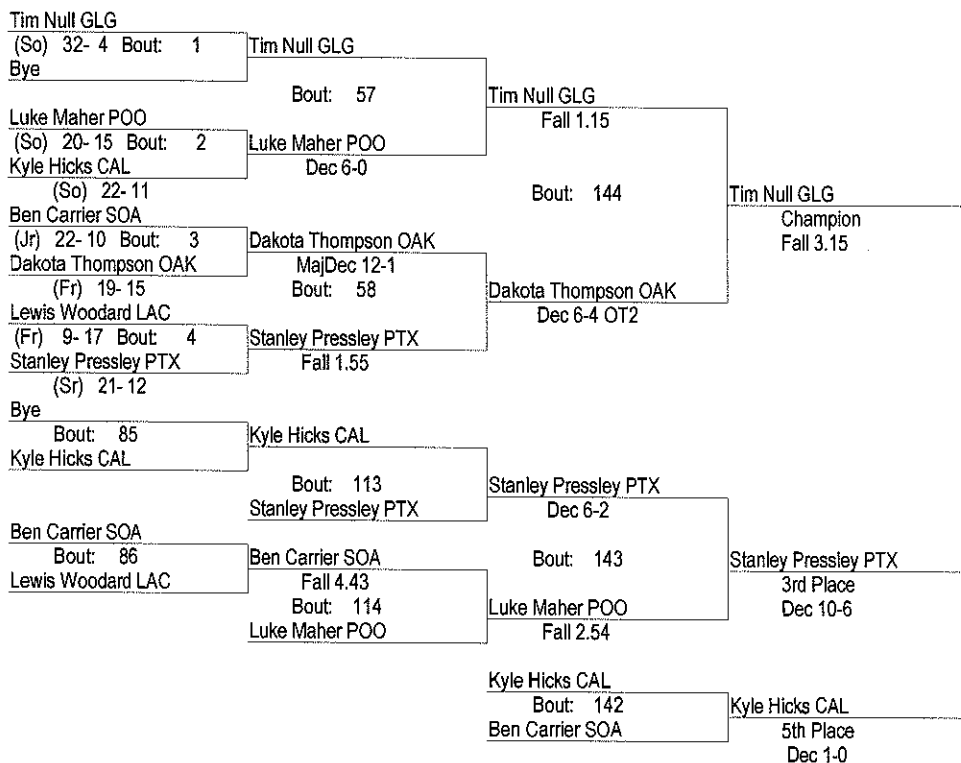 Tim Null GLG
(So) 32- 4 Bout: 1
Bye
Tim Null GLG
Bout: 57
Luke Maher POO
(So) 20- 15 Bout: 2
Kyle Hicks CAL
(So) 22- 11
Luke Maher POO
Dec 6-0
Tim Null GLG
Fall 1.15
Bout: 144
Ben Carrier SOA
(Jr) 22- 10 Bout: 3
Dakota Thompson OAK
(Fr) 19- 15
Dakota Thompson OAK
MajDec 12-1
Bout: 58
Lewis Woodard LAC
(Fr) 9- 17 Bout: 4
Stanley Pressley PTX
(Sr) 21- 12
Stanley Pressley PTX
Fall 1.55
Dakota Thompson OAK
Dec 6-4 OT2
Tim Null GLG
Champion
Fall 3.15
Bye
Bout: 85
Kyle Hicks CAL
Kyle Hicks CAL
Bout: 113
Stanley Pressley PTX
Stanley Pressley PTX
Dec 6-2
Bout: 143
Ben Carrier SOA
Bout: 86
Lewis Woodard LAC
Ben Carrier SOA
Fall 4.43
Bout: 114
Luke Maher POO
Luke Maher POO
Fall 2.54
Stanley Pressley PTX
3rd Place
Dec 10-6
Kyle Hicks CAL
Bout: 142
Ben Carrier SOA
Kyle Hicks CAL
5th Place
Dec 1-0